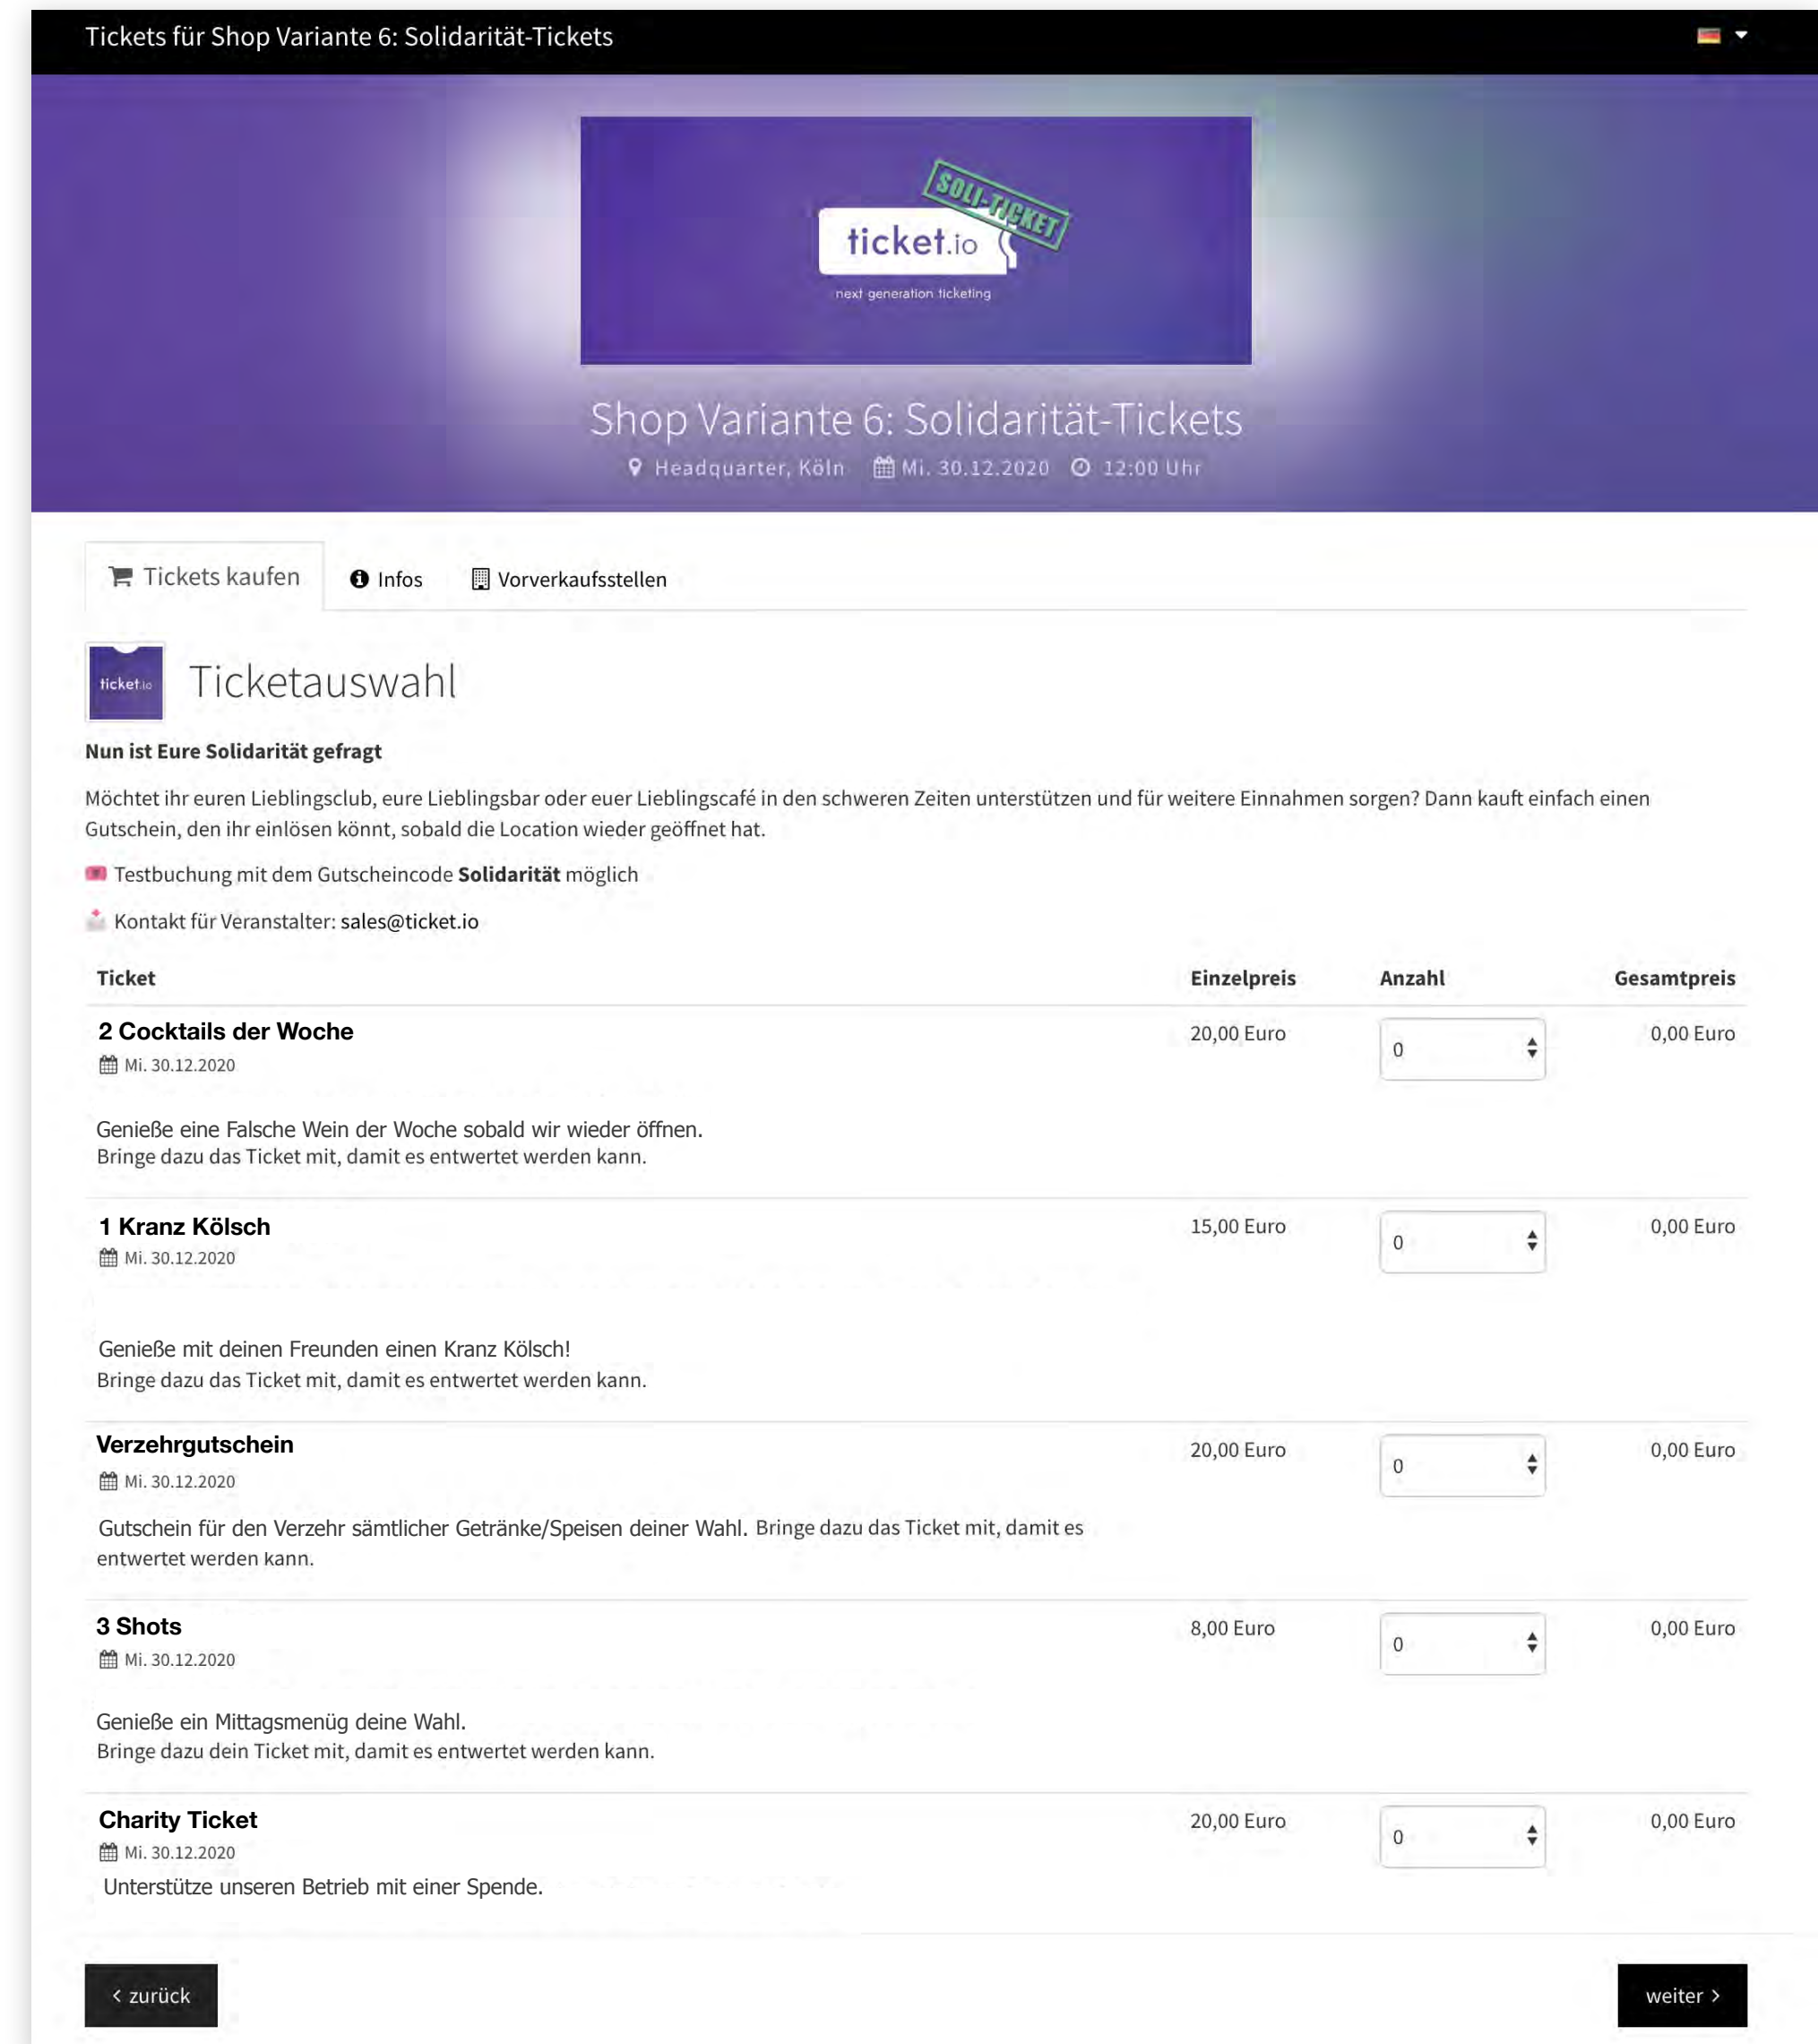 Tickets für Shop Variante 6: Solidarität-Tickets
SOLI-TICKET
ticket.io
next generation ticketing
Shop Variante 6: Solidarität-Tickets
Headquarter, Köln Mi. 30.12.2020 12:00 Uhr
Tickets kaufen Infos Vorverkaufsstellen
ticket.io
Ticketauswahl
Nun ist Eure Solidarität gefragt
Möchtet ihr euren Lieblingsclub, eure Lieblingsbar oder euer Lieblingscafé in den schweren Zeiten unterstützen und für weitere Einnahmen sorgen? Dann kauft einfach einen
Gutschein, den ihr einlösen könnt, sobald die Location wieder geöffnet hat.
Testbuchung mit dem Gutscheincode Solidarität möglich
Kontakt für Veranstalter: sales@ticket.io
Ticket Einzelpreis Anzahl Gesamtpreis
2 Cocktails der Woche 20,00 Euro 0 0,00 Euro
Mi. 30.12.2020
Genieße eine Falsche Wein der Woche sobald wir wieder öffnen.
Bringe dazu das Ticket mit, damit es entwertet werden kann.
1 Kranz Kölsch 15,00 Euro 0 0,00 Euro
Mi. 30.12.2020
Genieße mit deinen Freunden einen Kranz Kölsch!
Bringe dazu das Ticket mit, damit es entwertet werden kann.
Verzehrgutschein 20,00 Euro 0 0,00 Euro
Mi. 30.12.2020
Gutschein für den Verzehr sämtlicher Getränke/Speisen deiner Wahl. Bringe dazu das Ticket mit, damit es
entwertet werden kann.
3 Shots 8,00 Euro 0 0,00 Euro
Mi. 30.12.2020
Genieße ein Mittagsmenüg deine Wahl.
Bringe dazu dein Ticket mit, damit es entwertet werden kann.
Charity Ticket 20,00 Euro 0 0,00 Euro
Mi. 30.12.2020
Unterstütze unseren Betrieb mit einer Spende.
< zurück weiter >